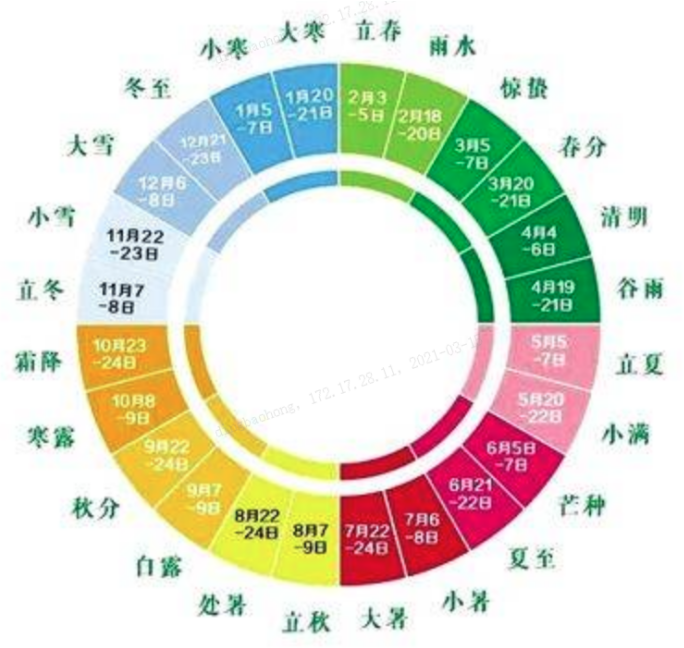 立春
2月3
-5日
雨水
2月18
-20日
惊蛰
3月5
-7日
春分
3月20
-21日
清明
4月4
-6日
谷雨
4月19
-21日
立夏
5月5
-7日
小满
5月20
-22日
芒种
6月5日
-7日
夏至
6月21
-22日
小暑
7月6
-8日
大暑
7月22
-24日
立秋
8月7
-9日
处暑
8月22
-24日
白露
9月7
-9日
秋分
9月22
-24日
寒露
10月8
-9日
霜降
10月23
-24日
立冬
11月7
-8日
小雪
11月22
-23日
大雪
12月6
-8日
冬至
12月21
-23日
小寒
1月5
-7日
大寒
1月20
-21日